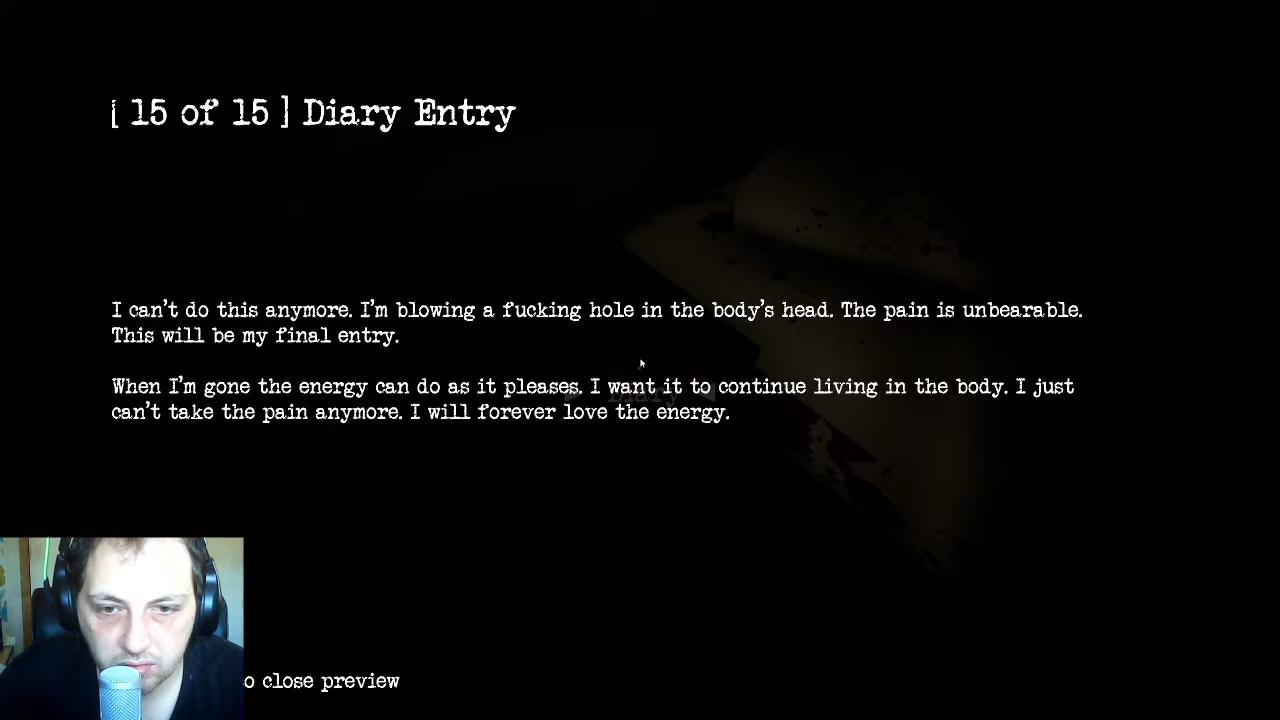 [ 15 of 15 ] Diary Entry
I can't do this anymore. I'm blowing a fucking hole in the body's head. The pain is unbearable.
This will be my final entry.
When I'm gone the energy can do as it pleases. I want it to continue living in the body. I just
Diary
can't take the pain anymore. I will forever love the energy.
o close preview